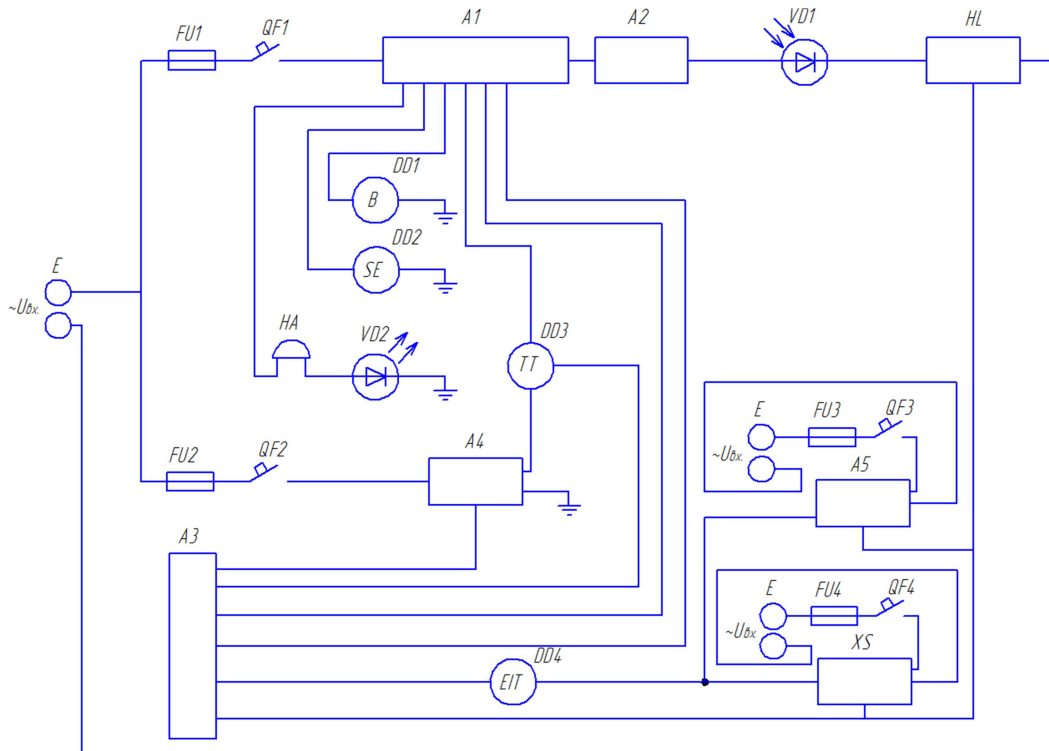 A1
A2
VD1
HL
FU1
QF1
DD1
B
DD2
SE
E
~Uвх.
HA
VD2
DD3
TT
E
FU3
QF3
~Uвх.
A5
FU2
QF2
A4
A3
E
FU4
QF4
~Uвх
XS
DD4
EIT